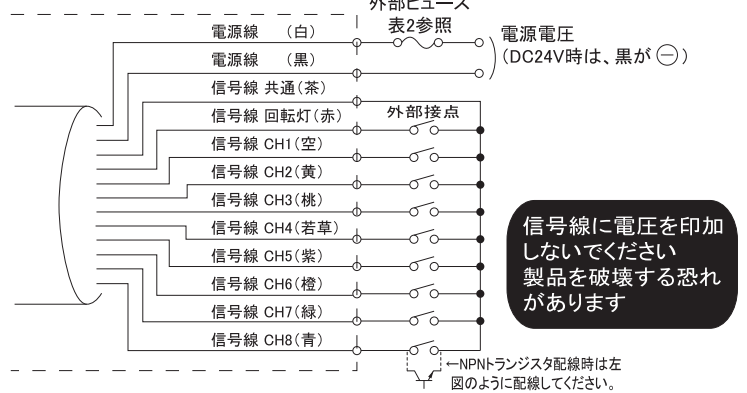 外部ヒューズ
表2参照
電源電圧
(DC24V時は、黒が㊀)
電源線 (白)
電源線 (黒)
信号線 共通(茶)
信号線 回転灯(赤)
外部接点
信号線 CH1(空)
信号線 CH2(黄)
信号線 CH3(桃)
信号線 CH4(若草)
信号線 CH5(紫)
信号線 CH6(橙)
信号線 CH7(緑)
信号線 CH8(青)
信号線に電圧を印加
しないでください
製品を破壊する恐れ
があります
←NPNトランジスタ配線時は左
図のように配線してください。